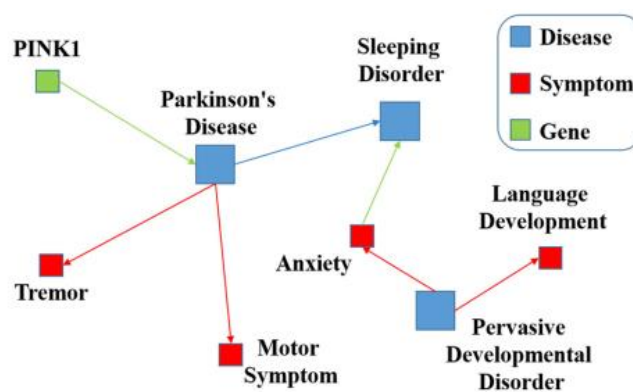 PINK1
Parkinson's
Disease
Sleeping
Disorder
Disease
Symptom
Gene
Language
Development
Anxiety
Tremor
Motor
Symptom
Pervasive
Developmental
Disorder